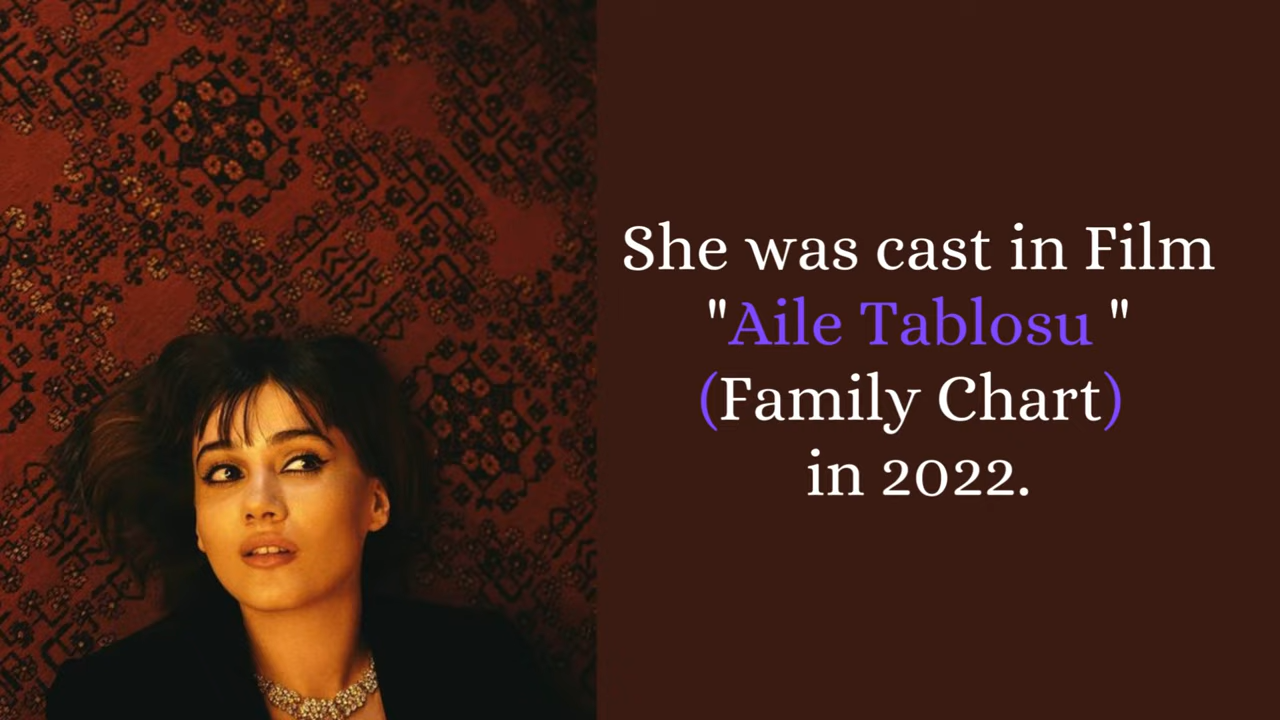 She was cast in Film
"Aile Tablosu "
(Family Chart)
in 2022.